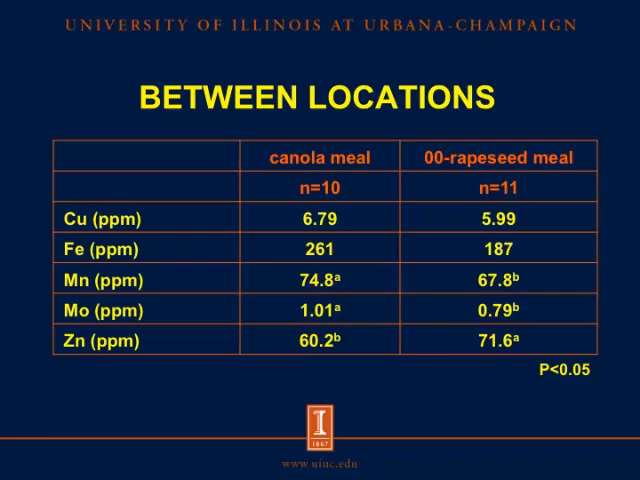 UNIVERSITY OF ILLINOIS AT URBANA-CHAMPAIGN
BETWEEN LOCATIONS
canola meal 00-rapeseed meal
n=10 n=11
Cu (ppm) 6.79 5.99
Fe (ppm) 261 187
Mn (ppm) 74.8ᵃ 67.8ᵇ
Mo (ppm) 1.01ᵃ 0.79ᵇ
Zn (ppm) 60.2ᵇ 71.6ᵃ
P<0.05
I
1867
www.uiuc.edu